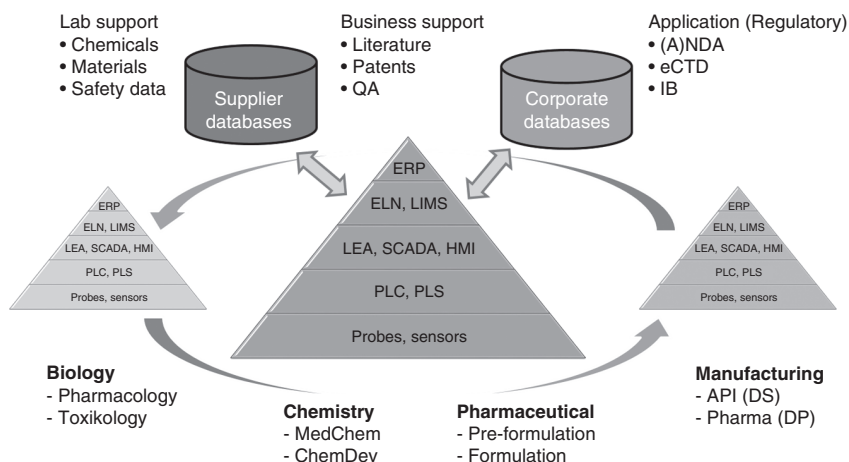 Lab support
• Chemicals
• Materials
• Safety data
Supplier
databases
Business support
• Literature
• Patents
• QA
Application (Regulatory)
• (A)NDA
• eCTD
• IB
Corporate
databases
ERP
ELN, LIMS
LEA, SCADA, HMI
PLC, PLS
Probes, sensors
ERP
ELN, LIMS
LEA, SCADA, HMI
PLC, PLS
Probes, sensors
ERP
ELN, LIMS
LEA, SCADA, HMI
PLC, PLS
Probes, sensors
Biology
- Pharmacology
- Toxikology
Chemistry
- MedChem
- ChemDev
Pharmaceutical
- Pre-formulation
- Formulation
Manufacturing
- API (DS)
- Pharma (DP)